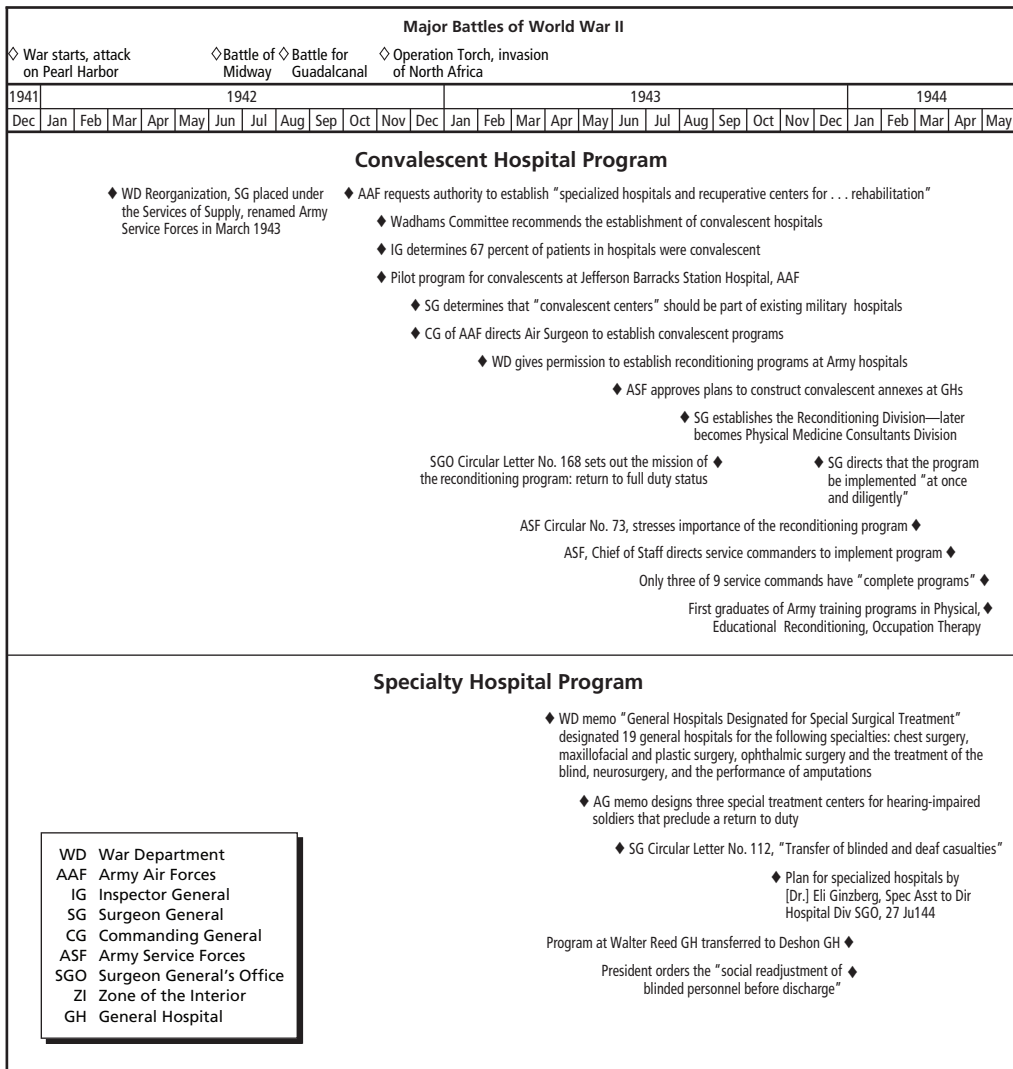 Major Battles of World War II
◊ War starts, attack
on Pearl Harbor
◊ Battle of
Midway
◊ Battle for
Guadalcanal
◊ Operation Torch, invasion
of North Africa
1941 1942 1943 1944
Dec Jan Feb Mar Apr May Jun Jul Aug Sep Oct Nov Dec Jan Feb Mar Apr May Jun Jul Aug Sep Oct Nov Dec Jan Feb Mar Apr May
Convalescent Hospital Program
♦ WD Reorganization, SG placed under
the Services of Supply, renamed Army
Service Forces in March 1943
♦ AAF requests authority to establish “specialized hospitals and recuperative centers for . . . rehabilitation”
♦ Wadhams Committee recommends the establishment of convalescent hospitals
♦ IG determines 67 percent of patients in hospitals were convalescent
♦ Pilot program for convalescents at Jefferson Barracks Station Hospital, AAF
♦ SG determines that “convalescent centers” should be part of existing military hospitals
♦ CG of AAF directs Air Surgeon to establish convalescent programs
♦ WD gives permission to establish reconditioning programs at Army hospitals
♦ ASF approves plans to construct convalescent annexes at GHs
♦ SG establishes the Reconditioning Division—later
becomes Physical Medicine Consultants Division
SGO Circular Letter No. 168 sets out the mission of ♦
the reconditioning program: return to full duty status
♦ SG directs that the program
be implemented “at once
and diligently”
ASF Circular No. 73, stresses importance of the reconditioning program ♦
ASF, Chief of Staff directs service commanders to implement program ♦
Only three of 9 service commands have “complete programs” ♦
First graduates of Army training programs in Physical, ♦
Educational Reconditioning, Occupation Therapy
Specialty Hospital Program
♦ WD memo “General Hospitals Designated for Special Surgical Treatment”
designated 19 general hospitals for the following specialties: chest surgery,
maxillofacial and plastic surgery, ophthalmic surgery and the treatment of the
blind, neurosurgery, and the performance of amputations
♦ AG memo designs three special treatment centers for hearing-impaired
soldiers that preclude a return to duty
♦ SG Circular Letter No. 112, “Transfer of blinded and deaf casualties”
♦ Plan for specialized hospitals by
[Dr.] Eli Ginzberg, Spec Asst to Dir
Hospital Div SGO, 27 Ju144
Program at Walter Reed GH transferred to Deshon GH ♦
President orders the “social readjustment of ♦
blinded personnel before discharge”
WD War Department
AAF Army Air Forces
IG Inspector General
SG Surgeon General
CG Commanding General
ASF Army Service Forces
SGO Surgeon General’s Office
ZI Zone of the Interior
GH General Hospital